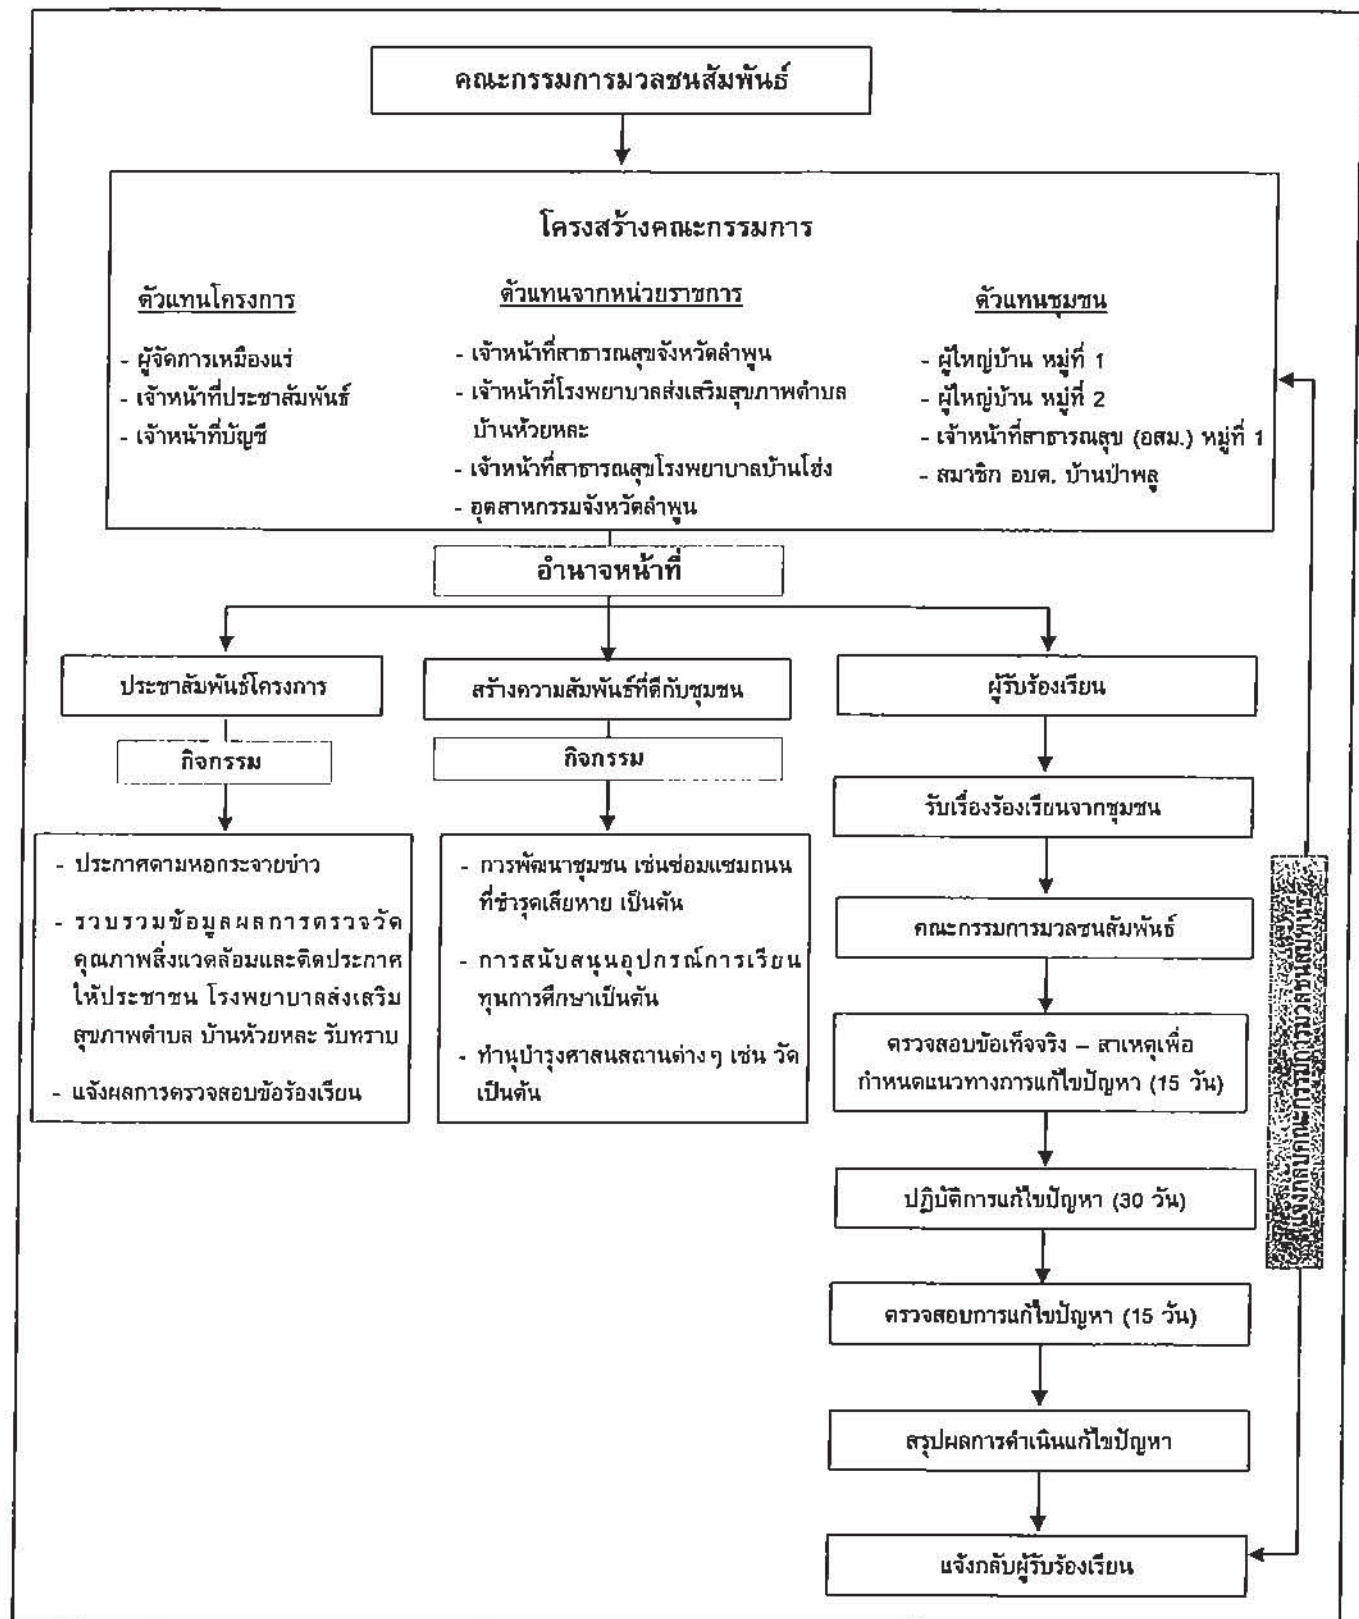 คณะกรรมการมวลชนสัมพันธ์
โครงสร้างคณะกรรมการ
ตัวแทนโครงการ
- ผู้จัดการเหมืองแร่
- เจ้าหน้าที่ประชาสัมพันธ์
- เจ้าหน้าที่บัญชี
ตัวแทนจากหน่วยราชการ
- เจ้าหน้าที่สาธารณสุขจังหวัดลำพูน
- เจ้าหน้าที่โรงพยาบาลส่งเสริมสุขภาพตำบล
บ้านห้วยหละ
- เจ้าหน้าที่สาธารณสุขโรงพยาบาลบ้านโฮ่ง
- อุตสาหกรรมจังหวัดลำพูน
ตัวแทนชุมชน
- ผู้ใหญ่บ้าน หมู่ที่ 1
- ผู้ใหญ่บ้าน หมู่ที่ 2
- เจ้าหน้าที่สาธารณสุข (อสม.) หมู่ที่ 1
- สมาชิก อบต. บ้านป่าพลู
อำนาจหน้าที่
ประชาสัมพันธ์โครงการ
กิจกรรม
- ประกาศตามหอกระจายข่าว
- รวบรวมข้อมูลผลการตรวจวัด
คุณภาพสิ่งแวดล้อมและติดประกาศ
ให้ประชาชน โรงพยาบาลส่งเสริม
สุขภาพตำบล บ้านห้วยหละ รับทราบ
- แจ้งผลการตรวจสอบข้อร้องเรียน
สร้างความสัมพันธ์ที่ดีกับชุมชน
กิจกรรม
- การพัฒนาชุมชน เช่นซ่อมแซมถนน
ที่ชำรุดเสียหาย เป็นต้น
- การสนับสนุนอุปกรณ์การเรียน
ทุนการศึกษาเป็นต้น
- ทำนุบำรุงศาสนสถานต่างๆ เช่น วัด
เป็นต้น
ผู้รับร้องเรียน
รับเรื่องร้องเรียนจากชุมชน
คณะกรรมการมวลชนสัมพันธ์
ตรวจสอบข้อเท็จจริง – สาเหตุเพื่อ
กำหนดแนวทางการแก้ไขปัญหา (15 วัน)
ปฏิบัติการแก้ไขปัญหา (30 วัน)
ตรวจสอบการแก้ไขปัญหา (15 วัน)
สรุปผลการดำเนินแก้ไขปัญหา
แจ้งกลับผู้รับร้องเรียน
แจ้งกลับคณะกรรมการมวลชนสัมพันธ์